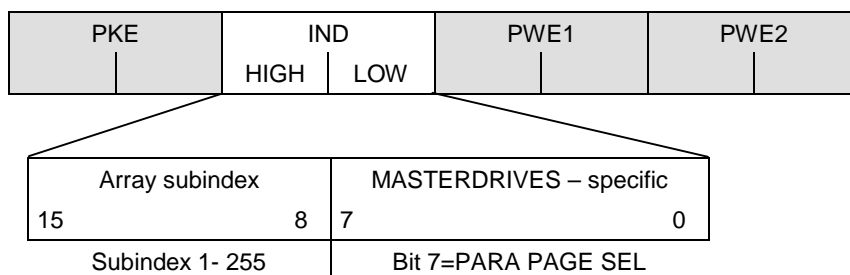 PKE IND PWE1 PWE2
HIGH LOW
Array subindex MASTERDRIVES – specific
15 8 7 0
Subindex 1- 255 Bit 7=PARA PAGE SEL